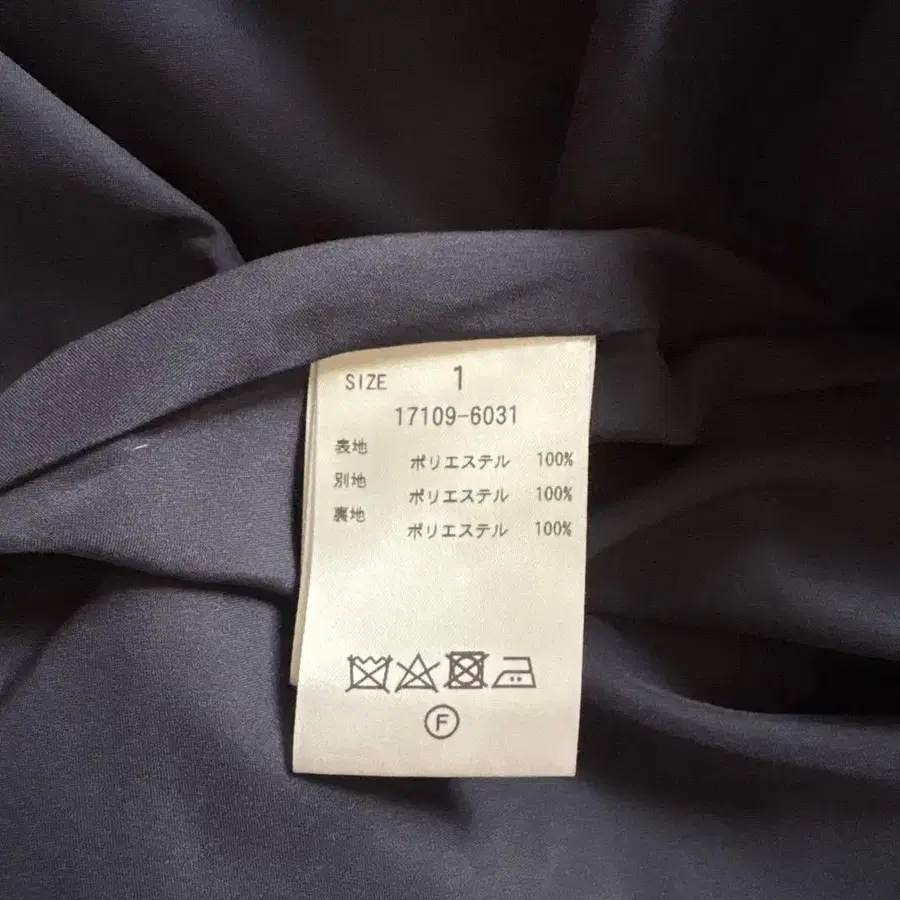 SIZE 1
17109-6031
表地 ポリエステル 100%
別地 ポリエステル 100%
裏地 ポリエステル 100%
F